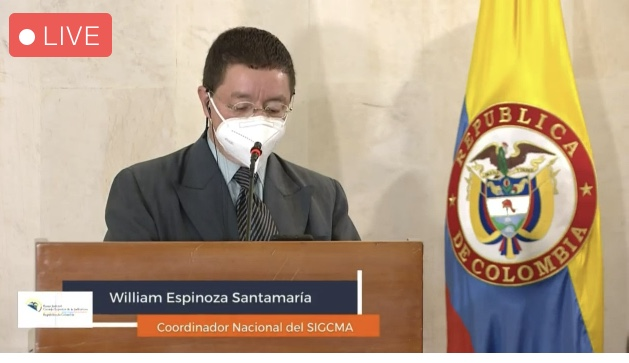 LIVE
REPUBLICA
DE COLOMBIA
William Espinoza Santamaría
Coordinador Nacional del SIGCMA